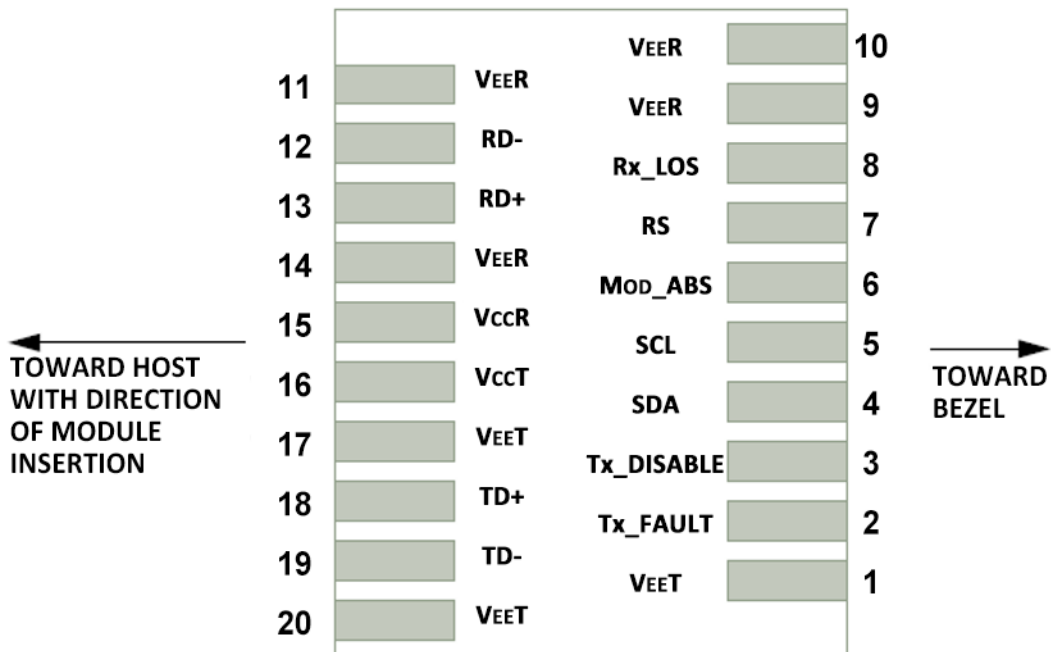 11 VEER
12 RD-
13 RD+
14 VEER
15 VCCR
16 VCCT
17 VEET
18 TD+
19 TD-
20 VEET
VEER 10
VEER 9
Rx_LOS 8
RS 7
MOD_ABS 6
SCL 5
SDA 4
Tx_DISABLE 3
Tx_FAULT 2
VEET 1
TOWARD HOST
WITH DIRECTION
OF MODULE
INSERTION
TOWARD
BEZEL